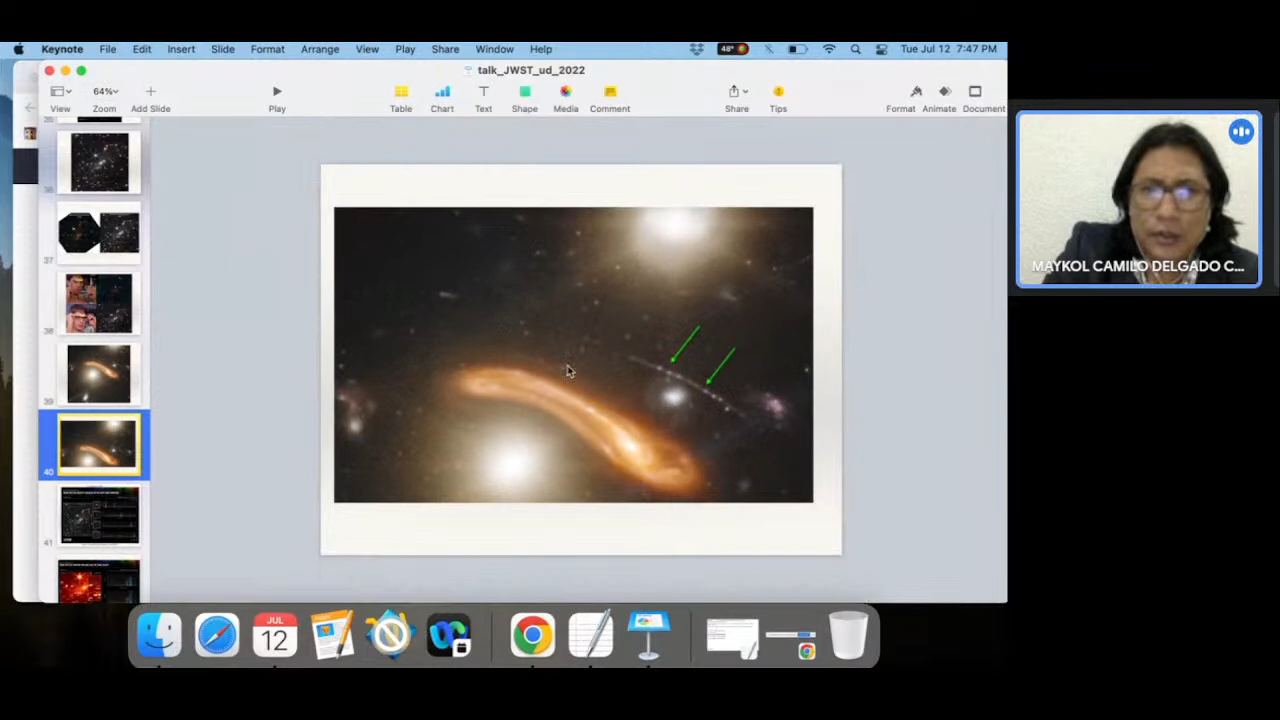 Keynote File Edit Insert Slide Format Arrange View Play Share Window Help 48° Tue Jul 12 7:47 PM
talk_JWST_ud_2022
64%
View Zoom Add Slide Play Table Chart Text Shape Media Comment Share Tips Format Animate Document
37
38
39
40
41
MAYKOL CAMILO DELGADO C...
JUL
12